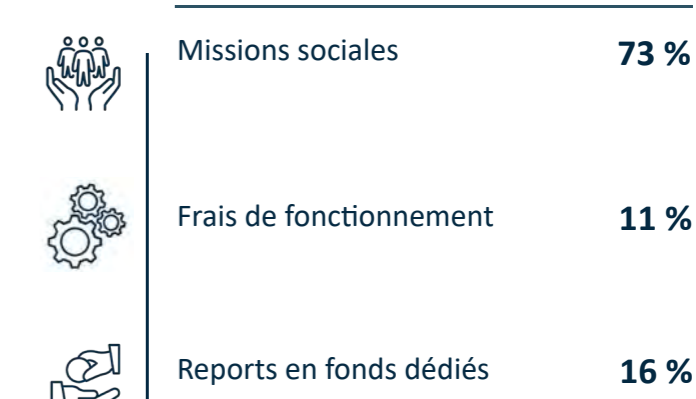 Missions sociales 73 %
Frais de fonctionnement 11 %
Reports en fonds dédiés 16 %